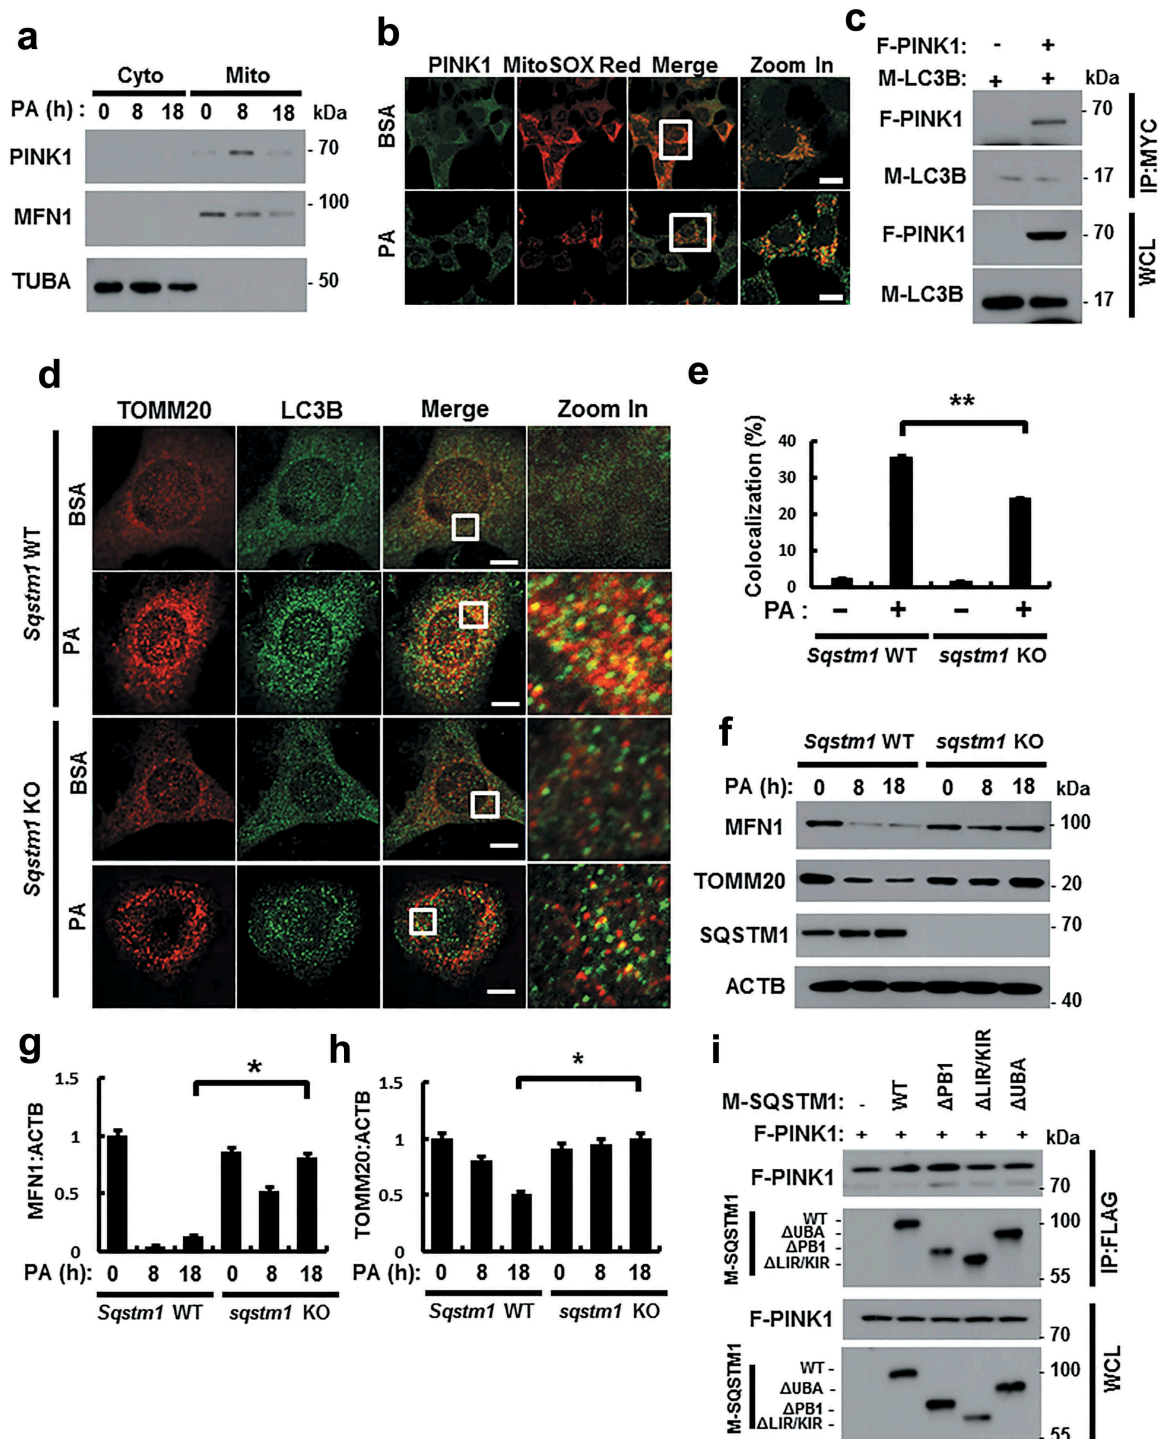 a
Cyto Mito
PA (h) : 0 8 18 0 8 18 kDa
PINK1 - 70
MFN1 - 100
TUBA - 50
b
PINK1 MitoSOX Red Merge Zoom In
BSA
PA
c
F-PINK1: - +
M-LC3B: + + kDa
F-PINK1 - 70
M-LC3B - 17
IP:MYC
F-PINK1 - 70
M-LC3B - 17
WCL
d
TOMM20 LC3B Merge Zoom In
Sqstm1 WT
BSA
PA
Sqstm1 KO
BSA
PA
e
**
Colocalization (%)
40
30
20
10
0
PA : − + − +
Sqstm1 WT sqstm1 KO
f
Sqstm1 WT sqstm1 KO
PA (h): 0 8 18 0 8 18 kDa
MFN1 - 100
TOMM20 - 20
SQSTM1 - 70
ACTB - 40
g
*
MFN1:ACTB
1.5
1
0.5
0
PA (h): 0 8 18 0 8 18
Sqstm1 WT sqstm1 KO
h
*
TOMM20:ACTB
1.5
1
0.5
0
0 8 18 0 8 18
Sqstm1 WT sqstm1 KO
i
M-SQSTM1: - WT ΔPB1 ΔLIR/KIR ΔUBA
F-PINK1: + + + + + kDa
F-PINK1 - 70
M-SQSTM1
WT - - 100
ΔUBA -
ΔPB1 -
ΔLIR/KIR - - 55
IP:FLAG
F-PINK1 - 70
M-SQSTM1
WT - - 100
ΔUBA -
ΔPB1 -
ΔLIR/KIR - - 55
WCL